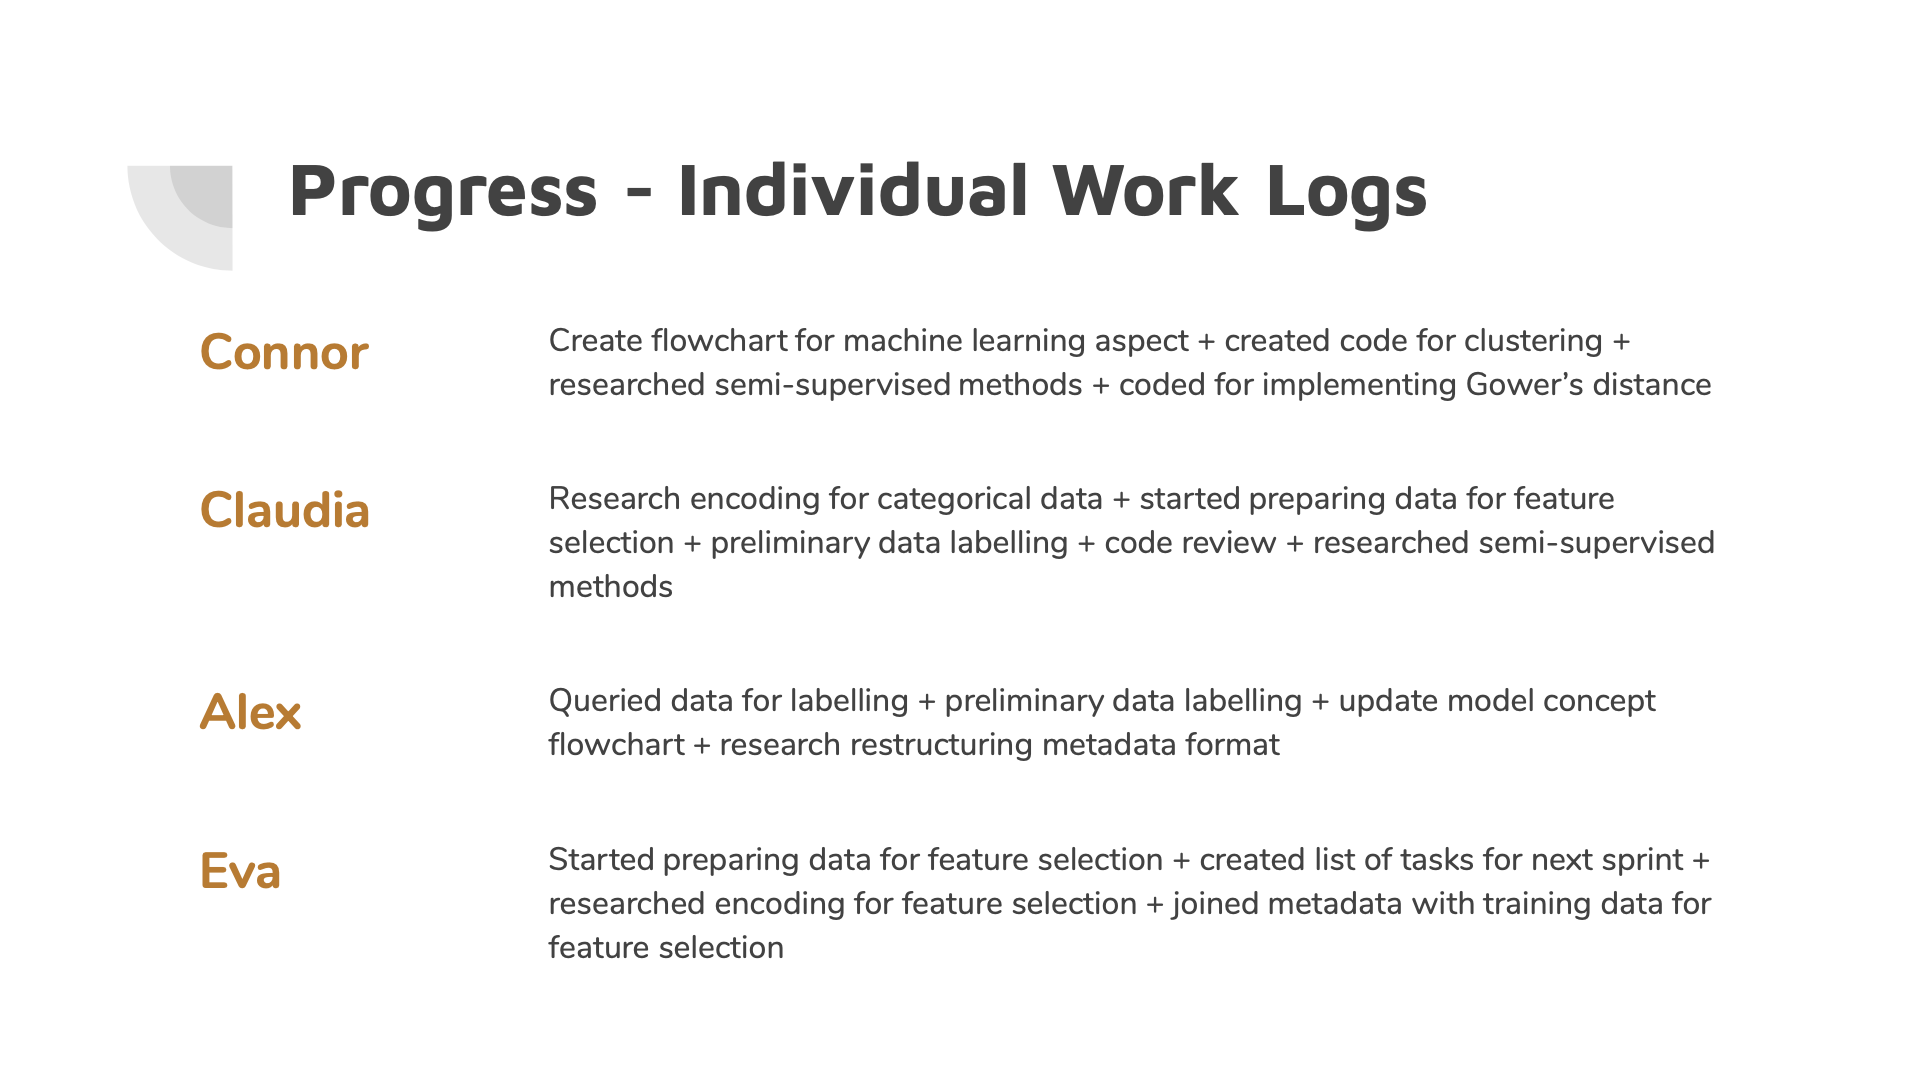 Progress - Individual Work Logs
Connor
Create flowchart for machine learning aspect + created code for clustering +
researched semi-supervised methods + coded for implementing Gower’s distance
Claudia
Research encoding for categorical data + started preparing data for feature
selection + preliminary data labelling + code review + researched semi-supervised
methods
Alex
Queried data for labelling + preliminary data labelling + update model concept
flowchart + research restructuring metadata format
Eva
Started preparing data for feature selection + created list of tasks for next sprint +
researched encoding for feature selection + joined metadata with training data for
feature selection